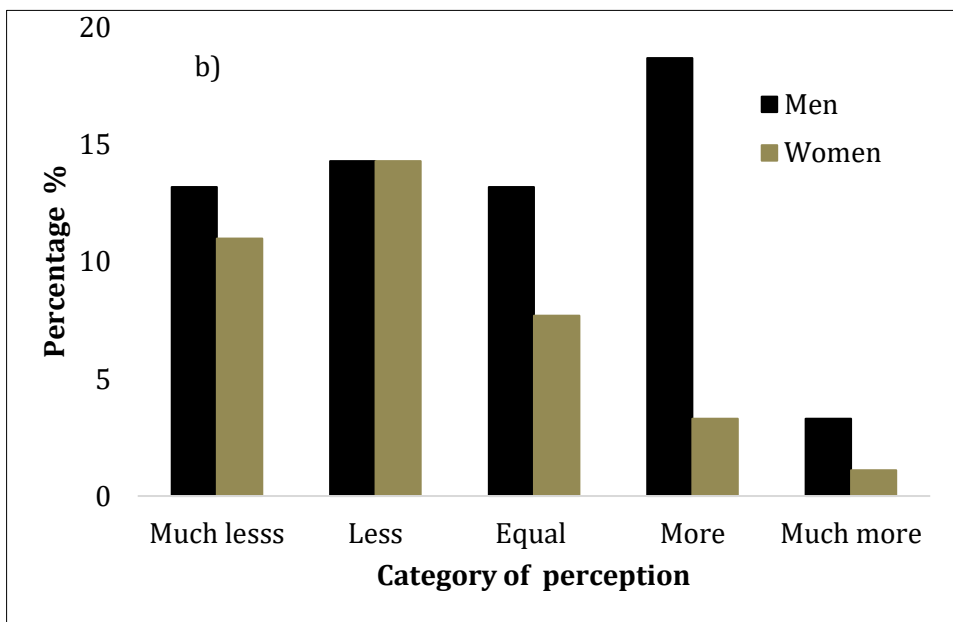 20
b)
Men
Women
15
10
5
0
Percentage %
Much lesss
Less
Equal
More
Much more
Category of perception